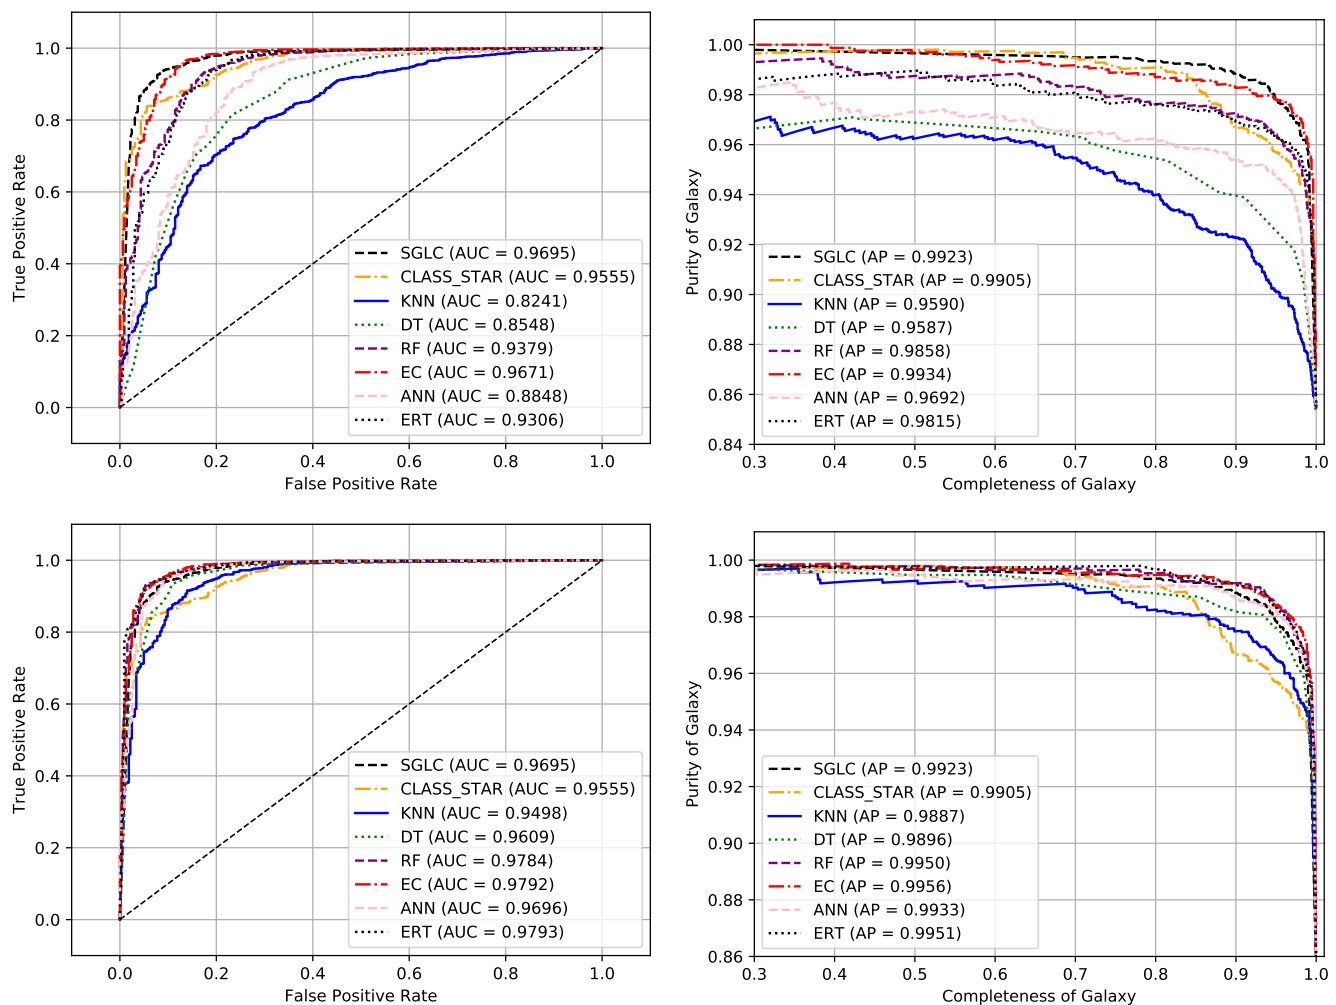 True Positive Rate
1.0
0.8
0.6
0.4
0.2
0.0
SGLC (AUC = 0.9695)
CLASS_STAR (AUC = 0.9555)
KNN (AUC = 0.8241)
DT (AUC = 0.8548)
RF (AUC = 0.9379)
EC (AUC = 0.9671)
ANN (AUC = 0.8848)
ERT (AUC = 0.9306)
0.0 0.2 0.4 0.6 0.8 1.0
False Positive Rate
Purity of Galaxy
1.00
0.98
0.96
0.94
0.92
0.90
0.88
0.86
0.84
SGLC (AP = 0.9923)
CLASS_STAR (AP = 0.9905)
KNN (AP = 0.9590)
DT (AP = 0.9587)
RF (AP = 0.9858)
EC (AP = 0.9934)
ANN (AP = 0.9692)
ERT (AP = 0.9815)
0.3 0.4 0.5 0.6 0.7 0.8 0.9 1.0
Completeness of Galaxy
True Positive Rate
1.0
0.8
0.6
0.4
0.2
0.0
SGLC (AUC = 0.9695)
CLASS_STAR (AUC = 0.9555)
KNN (AUC = 0.9498)
DT (AUC = 0.9609)
RF (AUC = 0.9784)
EC (AUC = 0.9792)
ANN (AUC = 0.9696)
ERT (AUC = 0.9793)
0.0 0.2 0.4 0.6 0.8 1.0
False Positive Rate
Purity of Galaxy
1.00
0.98
0.96
0.94
0.92
0.90
0.88
0.86
SGLC (AP = 0.9923)
CLASS_STAR (AP = 0.9905)
KNN (AP = 0.9887)
DT (AP = 0.9896)
RF (AP = 0.9950)
EC (AP = 0.9956)
ANN (AP = 0.9933)
ERT (AP = 0.9951)
0.3 0.4 0.5 0.6 0.7 0.8 0.9 1.0
Completeness of Galaxy